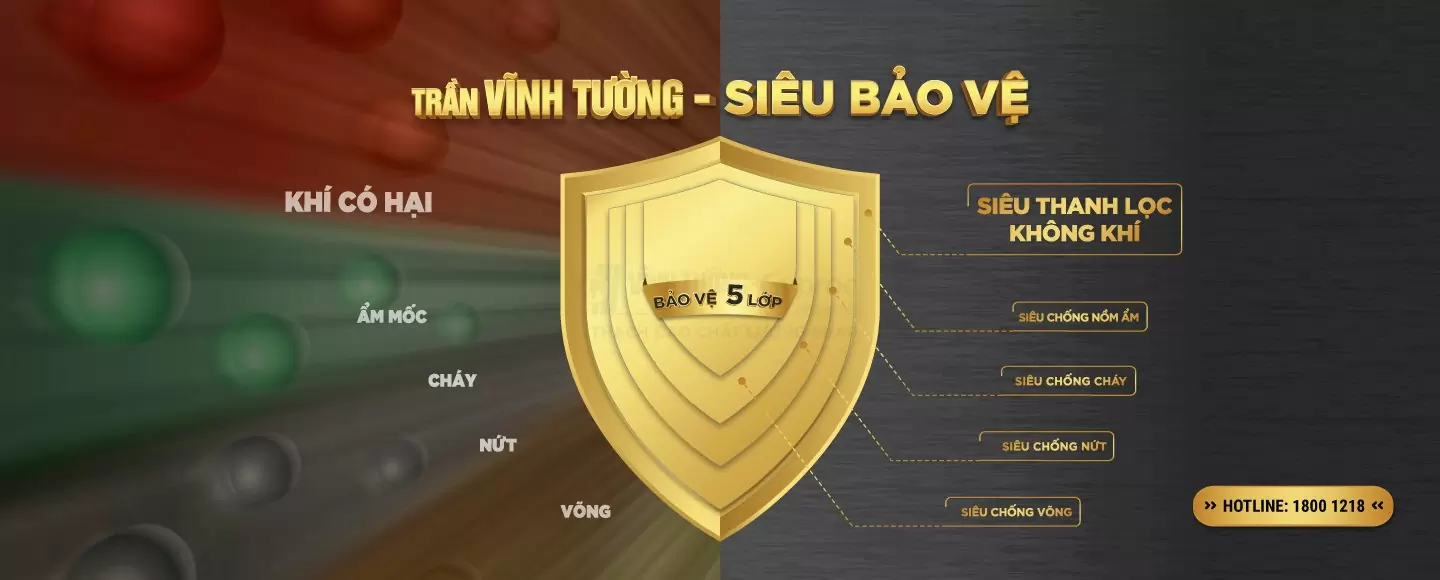 TRẦN VĨNH TƯỜNG - SIÊU BẢO VỆ
KHÍ CÓ HẠI
SIÊU THANH LỌC
KHÔNG KHÍ
BẢO VỆ 5 LỚP
ẨM MỐC
SIÊU CHỐNG NỒM ẨM
CHÁY
SIÊU CHỐNG CHÁY
NỨT
SIÊU CHỐNG NỨT
VÕNG
SIÊU CHỐNG VÕNG
›› HOTLINE: 1800 1218 ‹‹